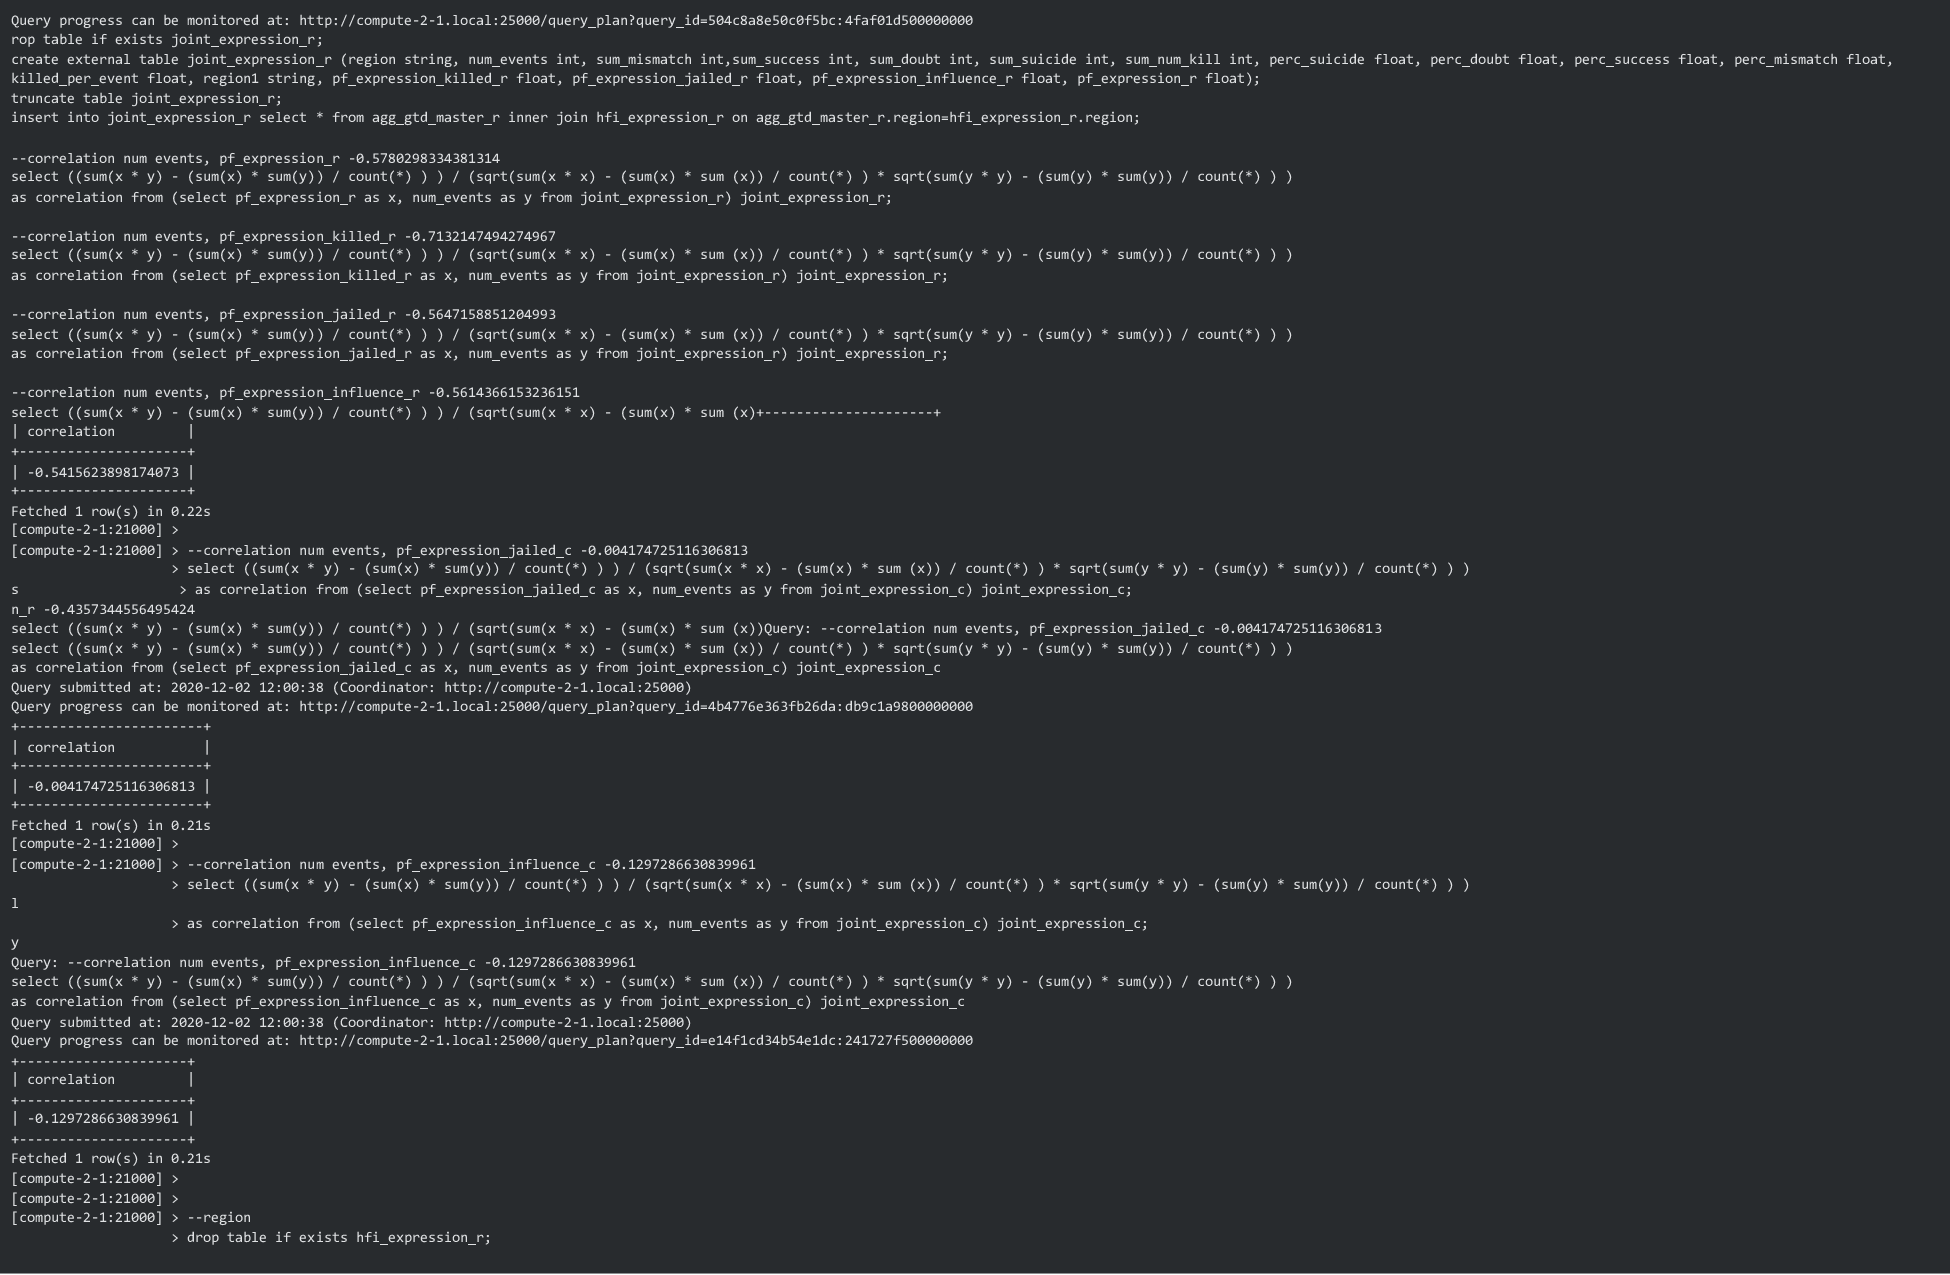 Query progress can be monitored at: http://compute-2-1.local:25000/query_plan?query_id=504c8a8e50c0f5bc:4faf01d500000000
rop table if exists joint_expression_r;
create external table joint_expression_r (region string, num_events int, sum_mismatch int,sum_success int, sum_doubt int, sum_suicide int, sum_num_kill int, perc_suicide float, perc_doubt float, perc_success float, perc_mismatch float,
killed_per_event float, region1 string, pf_expression_killed_r float, pf_expression_jailed_r float, pf_expression_influence_r float, pf_expression_r float);
truncate table joint_expression_r;
insert into joint_expression_r select * from agg_gtd_master_r inner join hfi_expression_r on agg_gtd_master_r.region=hfi_expression_r.region;

--correlation num events, pf_expression_r -0.5780298334381314
select ((sum(x * y) - (sum(x) * sum(y)) / count(*) ) ) / (sqrt(sum(x * x) - (sum(x) * sum (x)) / count(*) ) * sqrt(sum(y * y) - (sum(y) * sum(y)) / count(*) ) )
as correlation from (select pf_expression_r as x, num_events as y from joint_expression_r) joint_expression_r;

--correlation num events, pf_expression_killed_r -0.7132147494274967
select ((sum(x * y) - (sum(x) * sum(y)) / count(*) ) ) / (sqrt(sum(x * x) - (sum(x) * sum (x)) / count(*) ) * sqrt(sum(y * y) - (sum(y) * sum(y)) / count(*) ) )
as correlation from (select pf_expression_killed_r as x, num_events as y from joint_expression_r) joint_expression_r;

--correlation num events, pf_expression_jailed_r -0.5647158851204993
select ((sum(x * y) - (sum(x) * sum(y)) / count(*) ) ) / (sqrt(sum(x * x) - (sum(x) * sum (x)) / count(*) ) * sqrt(sum(y * y) - (sum(y) * sum(y)) / count(*) ) )
as correlation from (select pf_expression_jailed_r as x, num_events as y from joint_expression_r) joint_expression_r;

--correlation num events, pf_expression_influence_r -0.5614366153236151
select ((sum(x * y) - (sum(x) * sum(y)) / count(*) ) ) / (sqrt(sum(x * x) - (sum(x) * sum (x)+---------------------+
| correlation         |
+---------------------+
| -0.5415623898174073 |
+---------------------+
Fetched 1 row(s) in 0.22s
[compute-2-1:21000] >
[compute-2-1:21000] > --correlation num events, pf_expression_jailed_c -0.004174725116306813
                    > select ((sum(x * y) - (sum(x) * sum(y)) / count(*) ) ) / (sqrt(sum(x * x) - (sum(x) * sum (x)) / count(*) ) * sqrt(sum(y * y) - (sum(y) * sum(y)) / count(*) ) )
s                    > as correlation from (select pf_expression_jailed_c as x, num_events as y from joint_expression_c) joint_expression_c;
n_r -0.4357344556495424
select ((sum(x * y) - (sum(x) * sum(y)) / count(*) ) ) / (sqrt(sum(x * x) - (sum(x) * sum (x))Query: --correlation num events, pf_expression_jailed_c -0.004174725116306813
select ((sum(x * y) - (sum(x) * sum(y)) / count(*) ) ) / (sqrt(sum(x * x) - (sum(x) * sum (x)) / count(*) ) * sqrt(sum(y * y) - (sum(y) * sum(y)) / count(*) ) )
as correlation from (select pf_expression_jailed_c as x, num_events as y from joint_expression_c) joint_expression_c
Query submitted at: 2020-12-02 12:00:38 (Coordinator: http://compute-2-1.local:25000)
Query progress can be monitored at: http://compute-2-1.local:25000/query_plan?query_id=4b4776e363fb26da:db9c1a9800000000
+-----------------------+
| correlation           |
+-----------------------+
| -0.004174725116306813 |
+-----------------------+
Fetched 1 row(s) in 0.21s
[compute-2-1:21000] >
[compute-2-1:21000] > --correlation num events, pf_expression_influence_c -0.1297286630839961
                    > select ((sum(x * y) - (sum(x) * sum(y)) / count(*) ) ) / (sqrt(sum(x * x) - (sum(x) * sum (x)) / count(*) ) * sqrt(sum(y * y) - (sum(y) * sum(y)) / count(*) ) )
l
                    > as correlation from (select pf_expression_influence_c as x, num_events as y from joint_expression_c) joint_expression_c;
y
Query: --correlation num events, pf_expression_influence_c -0.1297286630839961
select ((sum(x * y) - (sum(x) * sum(y)) / count(*) ) ) / (sqrt(sum(x * x) - (sum(x) * sum (x)) / count(*) ) * sqrt(sum(y * y) - (sum(y) * sum(y)) / count(*) ) )
as correlation from (select pf_expression_influence_c as x, num_events as y from joint_expression_c) joint_expression_c
Query submitted at: 2020-12-02 12:00:38 (Coordinator: http://compute-2-1.local:25000)
Query progress can be monitored at: http://compute-2-1.local:25000/query_plan?query_id=e14f1cd34b54e1dc:241727f500000000
+---------------------+
| correlation         |
+---------------------+
| -0.1297286630839961 |
+---------------------+
Fetched 1 row(s) in 0.21s
[compute-2-1:21000] >
[compute-2-1:21000] >
[compute-2-1:21000] > --region
                    > drop table if exists hfi_expression_r;